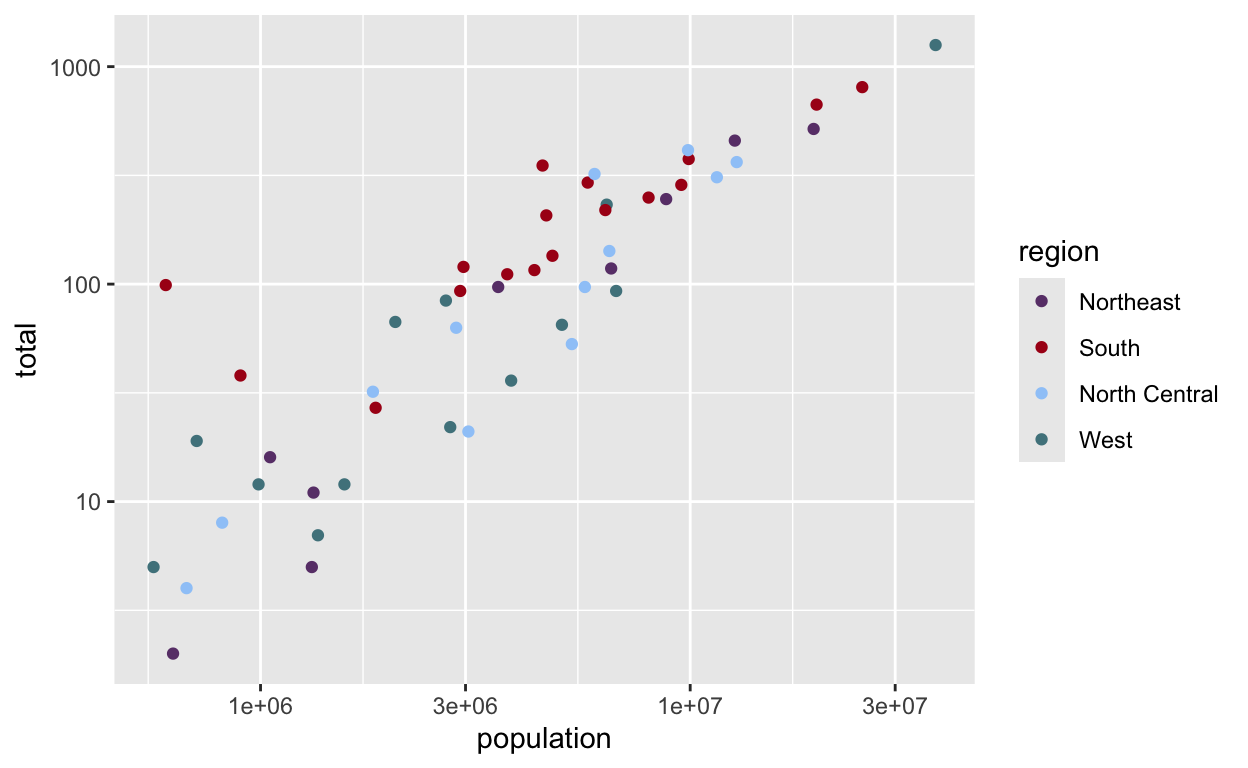 1000
100
10
total
1e+06
3e+06
1e+07
3e+07
population
region
Northeast
South
North Central
West